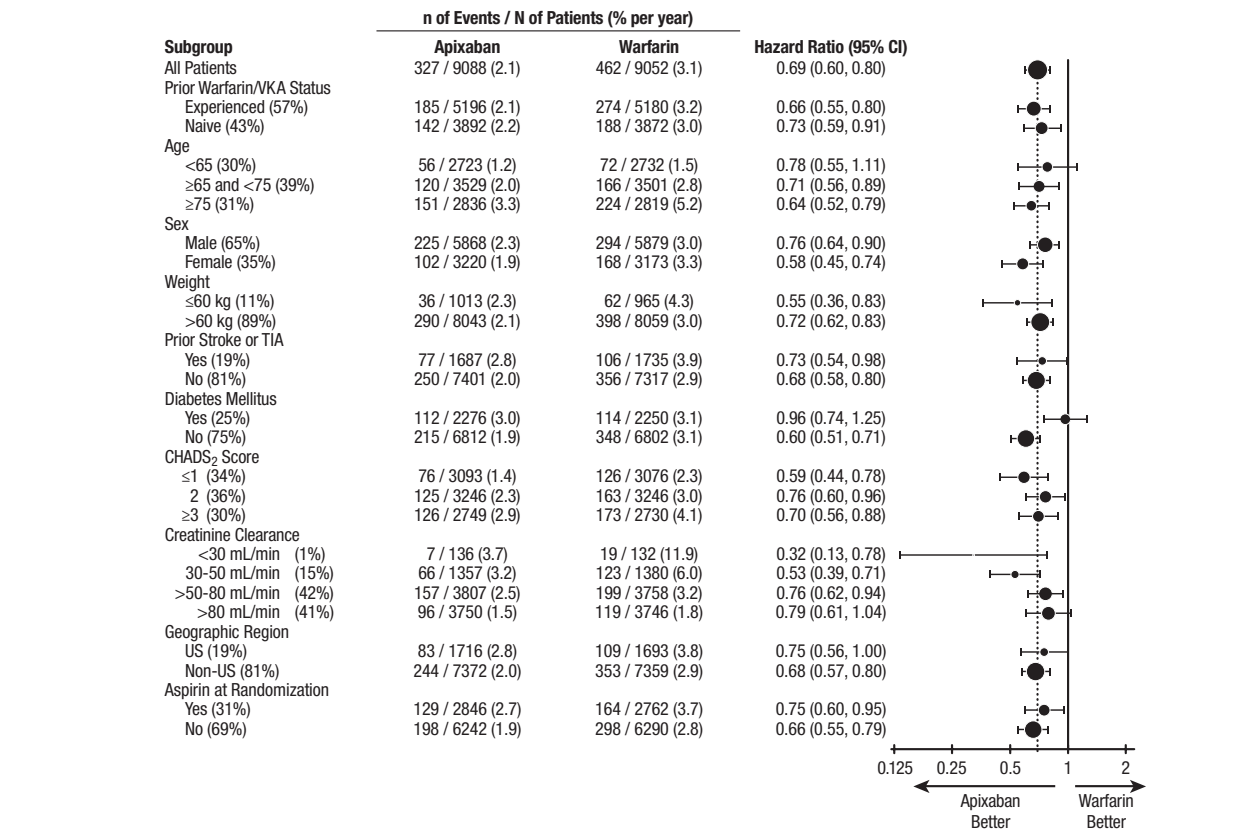 n of Events / N of Patients (% per year)
Subgroup Apixaban Warfarin Hazard Ratio (95% CI)
All Patients 327 / 9088 (2.1) 462 / 9052 (3.1) 0.69 (0.60, 0.80)
Prior Warfarin/VKA Status
Experienced (57%) 185 / 5196 (2.1) 274 / 5180 (3.2) 0.66 (0.55, 0.80)
Naive (43%) 142 / 3892 (2.2) 188 / 3872 (3.0) 0.73 (0.59, 0.91)
Age
<65 (30%) 56 / 2723 (1.2) 72 / 2732 (1.5) 0.78 (0.55, 1.11)
≥65 and <75 (39%) 120 / 3529 (2.0) 166 / 3501 (2.8) 0.71 (0.56, 0.89)
≥75 (31%) 151 / 2836 (3.3) 224 / 2819 (5.2) 0.64 (0.52, 0.79)
Sex
Male (65%) 225 / 5868 (2.3) 294 / 5879 (3.0) 0.76 (0.64, 0.90)
Female (35%) 102 / 3220 (1.9) 168 / 3173 (3.3) 0.58 (0.45, 0.74)
Weight
≤60 kg (11%) 36 / 1013 (2.3) 62 / 965 (4.3) 0.55 (0.36, 0.83)
>60 kg (89%) 290 / 8043 (2.1) 398 / 8059 (3.0) 0.72 (0.62, 0.83)
Prior Stroke or TIA
Yes (19%) 77 / 1687 (2.8) 106 / 1735 (3.9) 0.73 (0.54, 0.98)
No (81%) 250 / 7401 (2.0) 356 / 7317 (2.9) 0.68 (0.58, 0.80)
Diabetes Mellitus
Yes (25%) 112 / 2276 (3.0) 114 / 2250 (3.1) 0.96 (0.74, 1.25)
No (75%) 215 / 6812 (1.9) 348 / 6802 (3.1) 0.60 (0.51, 0.71)
CHADS₂ Score
≤1 (34%) 76 / 3093 (1.4) 126 / 3076 (2.3) 0.59 (0.44, 0.78)
2 (36%) 125 / 3246 (2.3) 163 / 3246 (3.0) 0.76 (0.60, 0.96)
≥3 (30%) 126 / 2749 (2.9) 173 / 2730 (4.1) 0.70 (0.56, 0.88)
Creatinine Clearance
<30 mL/min (1%) 7 / 136 (3.7) 19 / 132 (11.9) 0.32 (0.13, 0.78)
30-50 mL/min (15%) 66 / 1357 (3.2) 123 / 1380 (6.0) 0.53 (0.39, 0.71)
>50-80 mL/min (42%) 157 / 3807 (2.5) 199 / 3758 (3.2) 0.76 (0.62, 0.94)
>80 mL/min (41%) 96 / 3750 (1.5) 119 / 3746 (1.8) 0.79 (0.61, 1.04)
Geographic Region
US (19%) 83 / 1716 (2.8) 109 / 1693 (3.8) 0.75 (0.56, 1.00)
Non-US (81%) 244 / 7372 (2.0) 353 / 7359 (2.9) 0.68 (0.57, 0.80)
Aspirin at Randomization
Yes (31%) 129 / 2846 (2.7) 164 / 2762 (3.7) 0.75 (0.60, 0.95)
No (69%) 198 / 6242 (1.9) 298 / 6290 (2.8) 0.66 (0.55, 0.79)
0.125 0.25 0.5 1 2
Apixaban Warfarin
Better Better